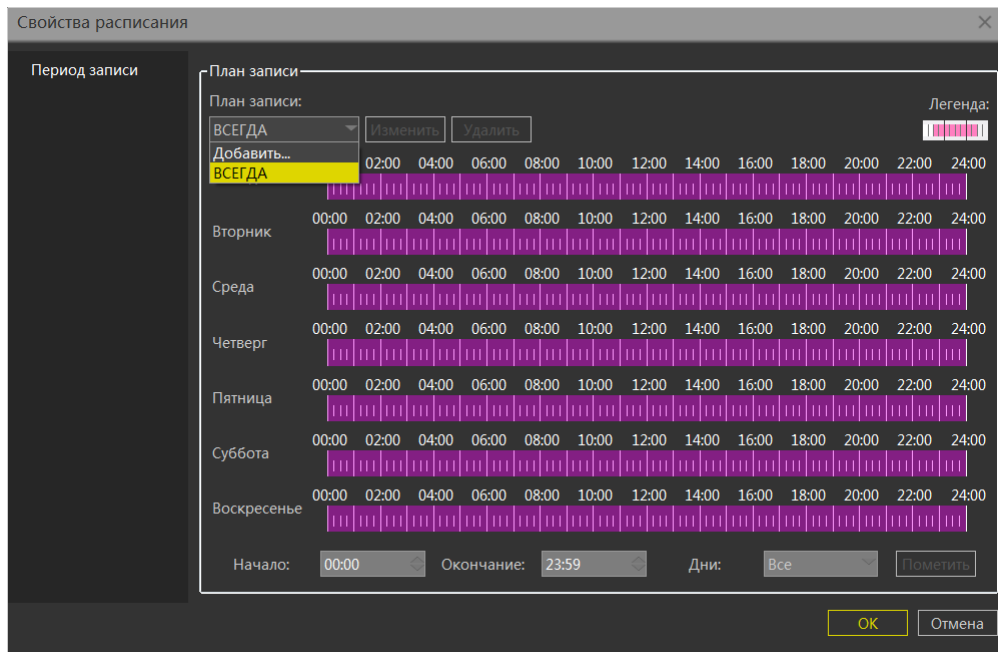 Свойства расписания
Период записи
План записи
План записи:
Легенда:
ВСЕГДА Изменить Удалить
Добавить...
ВСЕГДА
02:00 04:00 06:00 08:00 10:00 12:00 14:00 16:00 18:00 20:00 22:00 24:00
00:00 02:00 04:00 06:00 08:00 10:00 12:00 14:00 16:00 18:00 20:00 22:00 24:00
Вторник
00:00 02:00 04:00 06:00 08:00 10:00 12:00 14:00 16:00 18:00 20:00 22:00 24:00
Среда
00:00 02:00 04:00 06:00 08:00 10:00 12:00 14:00 16:00 18:00 20:00 22:00 24:00
Четверг
00:00 02:00 04:00 06:00 08:00 10:00 12:00 14:00 16:00 18:00 20:00 22:00 24:00
Пятница
00:00 02:00 04:00 06:00 08:00 10:00 12:00 14:00 16:00 18:00 20:00 22:00 24:00
Суббота
00:00 02:00 04:00 06:00 08:00 10:00 12:00 14:00 16:00 18:00 20:00 22:00 24:00
Воскресенье
Начало: 00:00 Окончание: 23:59 Дни: Все Пометить
OK Отмена